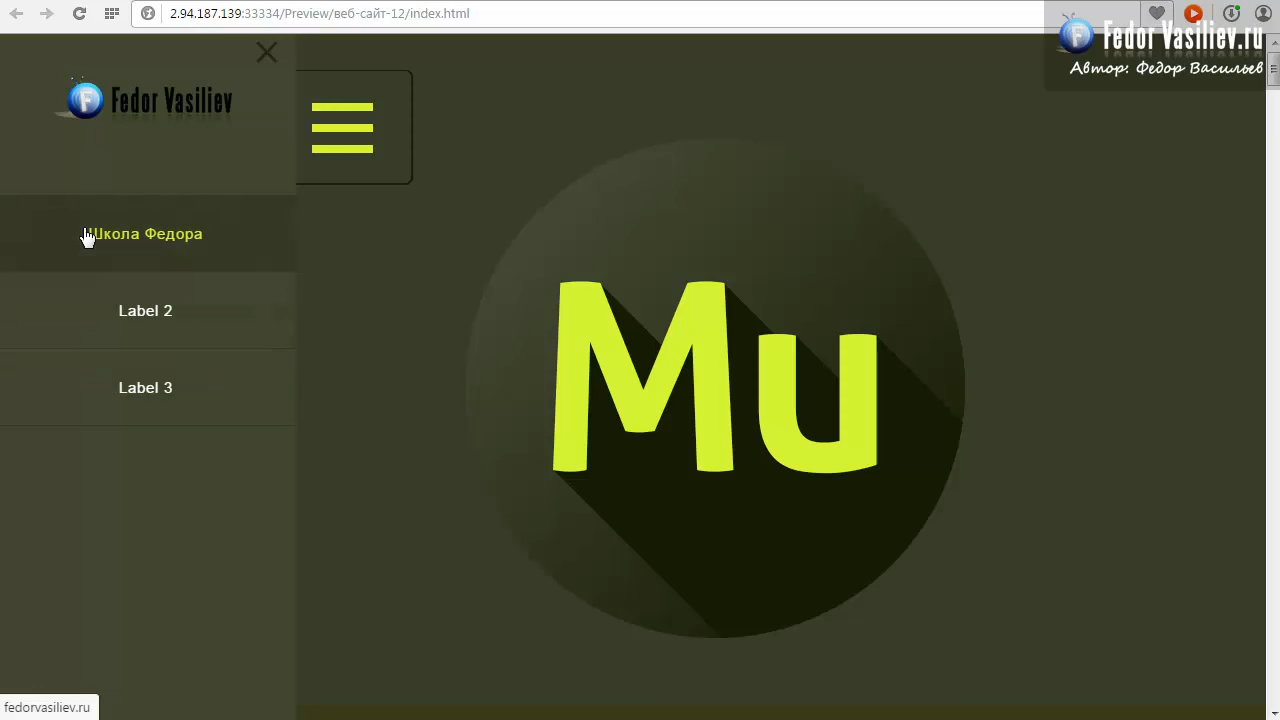 2.94.187.139:33334/Preview/веб-сайт-12/index.html
Fedor Vasiliev.ru
Автор: Федор Васильев
Fedor Vasiliev
Школа Федора
Label 2
Label 3
Mu
fedorvasiliev.ru